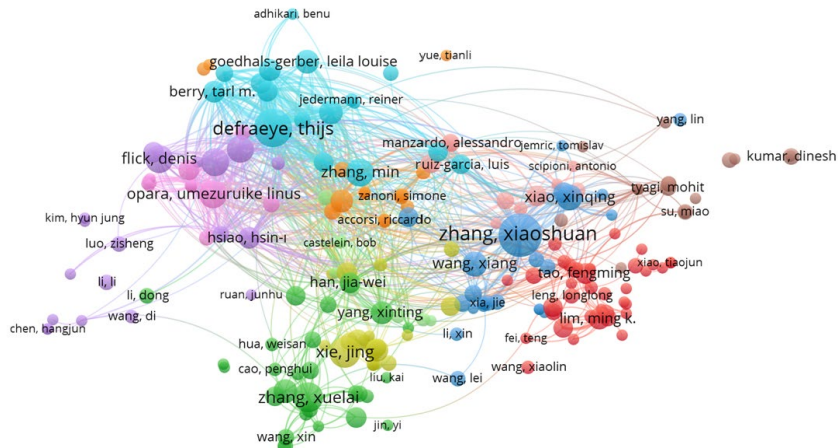 adhikari, benu
goedhals-gerber, leila louise
yue, tianli
berry, tarl m.
jedermann, reiner
defraeye, thijs
yang, lin
manzardo, alessandro
jemric, tomislav
flick, denis
zhang, min
ruiz-garcia, luis
scipioni, antonio
kumar, dinesh
opara, umezuruike linus
zanoni, simone
xiao, xinqing
tyagi, mohit
accorsi, riccardo
su, miao
kim, hyun jung
hsiao, hsin-i
castelein, bob
zhang, xiaoshuan
luo, zisheng
wang, xiang
tao, fengming
xiao, tiaojun
li, li
han, jia-wei
li, dong
ruan, junhu
leng, longlong
xia, jie
yang, xinting
lim, ming k.
wang, di
chen, hangjun
li, xin
fei, teng
hua, weisan
xie, jing
cao, penghui
wang, xiaolin
liu, kai
wang, lei
zhang, xuelai
jin, yi
wang, xin